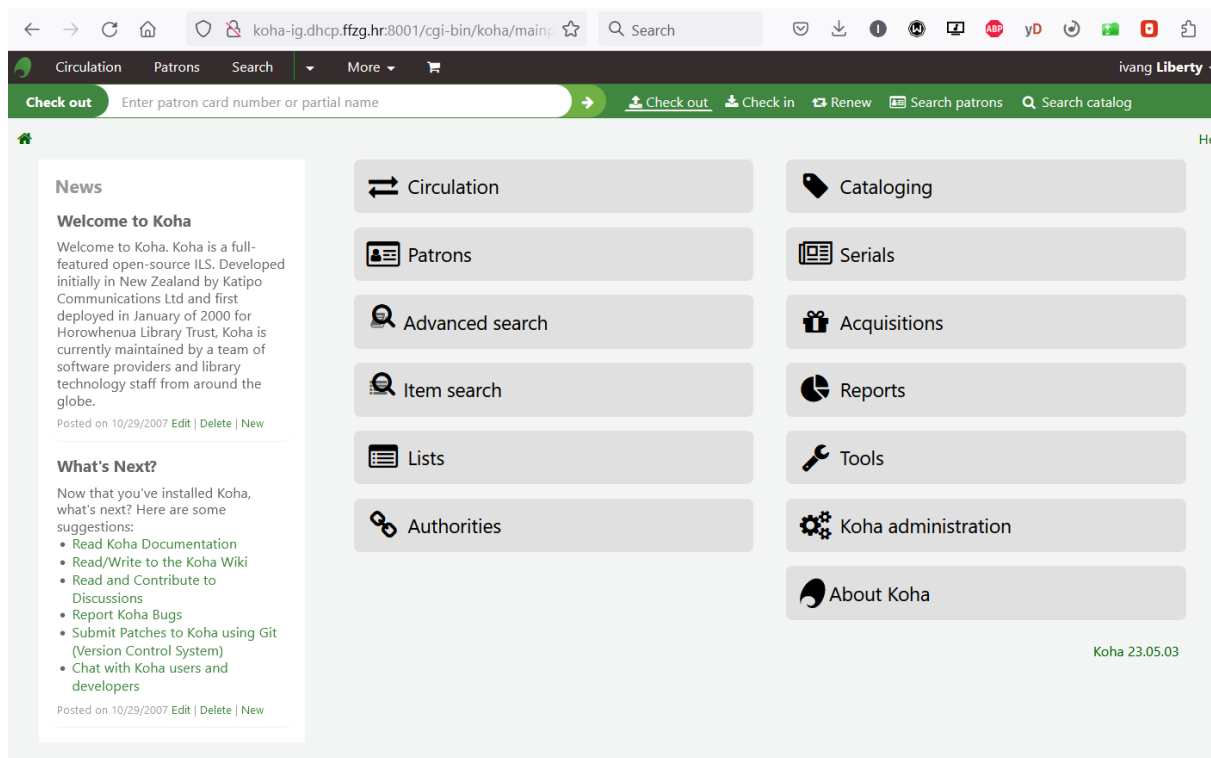 koha-is.dhcp.ffzg.hr:8001/cgi-bin/koha/mainp
Search
ABP
yD
Circulation Patrons Search More
ivang Liberty
Check out Enter patron card number or partial name
Check out Check in Renew Search patrons Search catalog
News
Welcome to Koha
Welcome to Koha. Koha is a full-
featured open-source ILS. Developed
initially in New Zealand by Katipo
Communications Ltd and first
deployed in January of 2000 for
Horowhenua Library Trust, Koha is
currently maintained by a team of
software providers and library
technology staff from around the
globe.
Posted on 10/29/2007 Edit | Delete | New
What's Next?
Now that you've installed Koha,
what's next? Here are some
suggestions:
• Read Koha Documentation
• Read/Write to the Koha Wiki
• Read and Contribute to
Discussions
• Report Koha Bugs
• Submit Patches to Koha using Git
(Version Control System)
• Chat with Koha users and
developers
Posted on 10/29/2007 Edit | Delete | New
Circulation
Patrons
Advanced search
Item search
Lists
Authorities
Cataloging
Serials
Acquisitions
Reports
Tools
Koha administration
About Koha
Koha 23.05.03